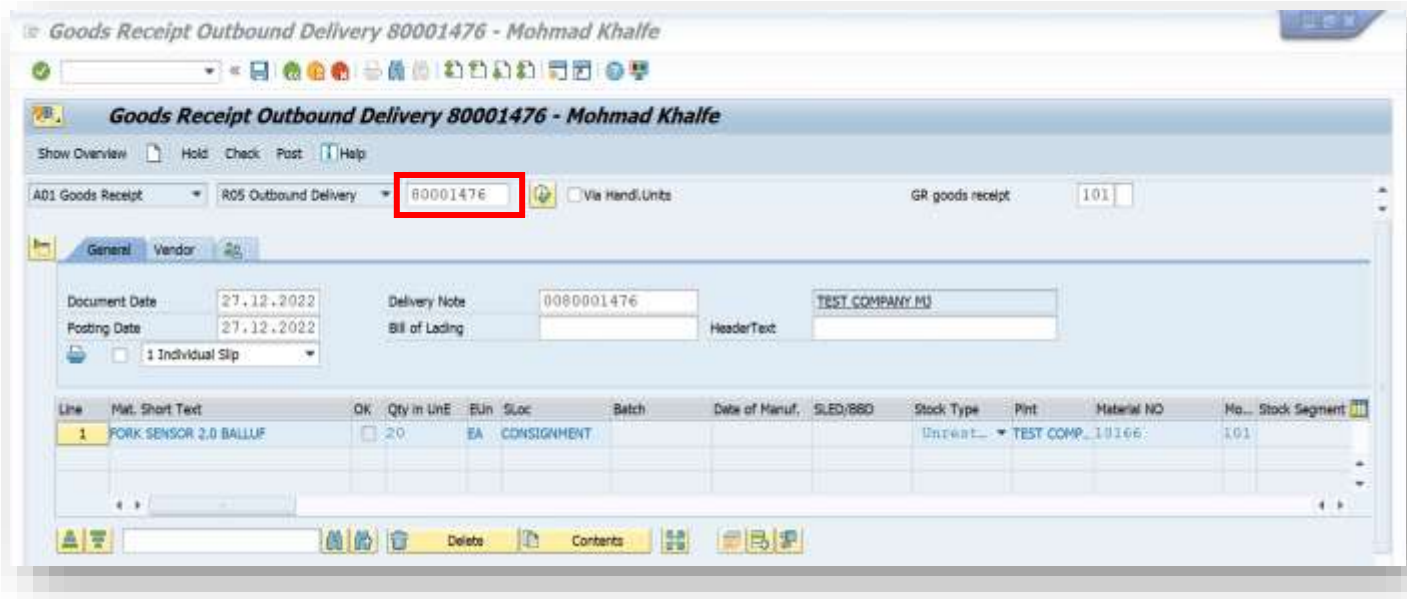 Goods Receipt Outbound Delivery 80001476 - Mohmad Khalfe
Goods Receipt Outbound Delivery 80001476 - Mohmad Khalfe
Show Overview Hold Check Post Help
A01 Goods Receipt R05 Outbound Delivery 80001476 Via Handl.Units GR goods receipt 101
General Vendor
Document Date 27.12.2022 Delivery Note 0080001476 TEST COMPANY MJ
Posting Date 27.12.2022 Bill of Lading HeaderText
1 Individual Slip
Line Mat. Short Text OK Qty in UnE EUn SLoc Batch Date of Manuf. SLED/BBD Stock Type Plnt Material NO Mo... Stock Segment
1 FORK SENSOR 2.0 BALLUF 20 EA CONSIGNMENT Unrest... TEST COMP... 10166 101
Delete Contents